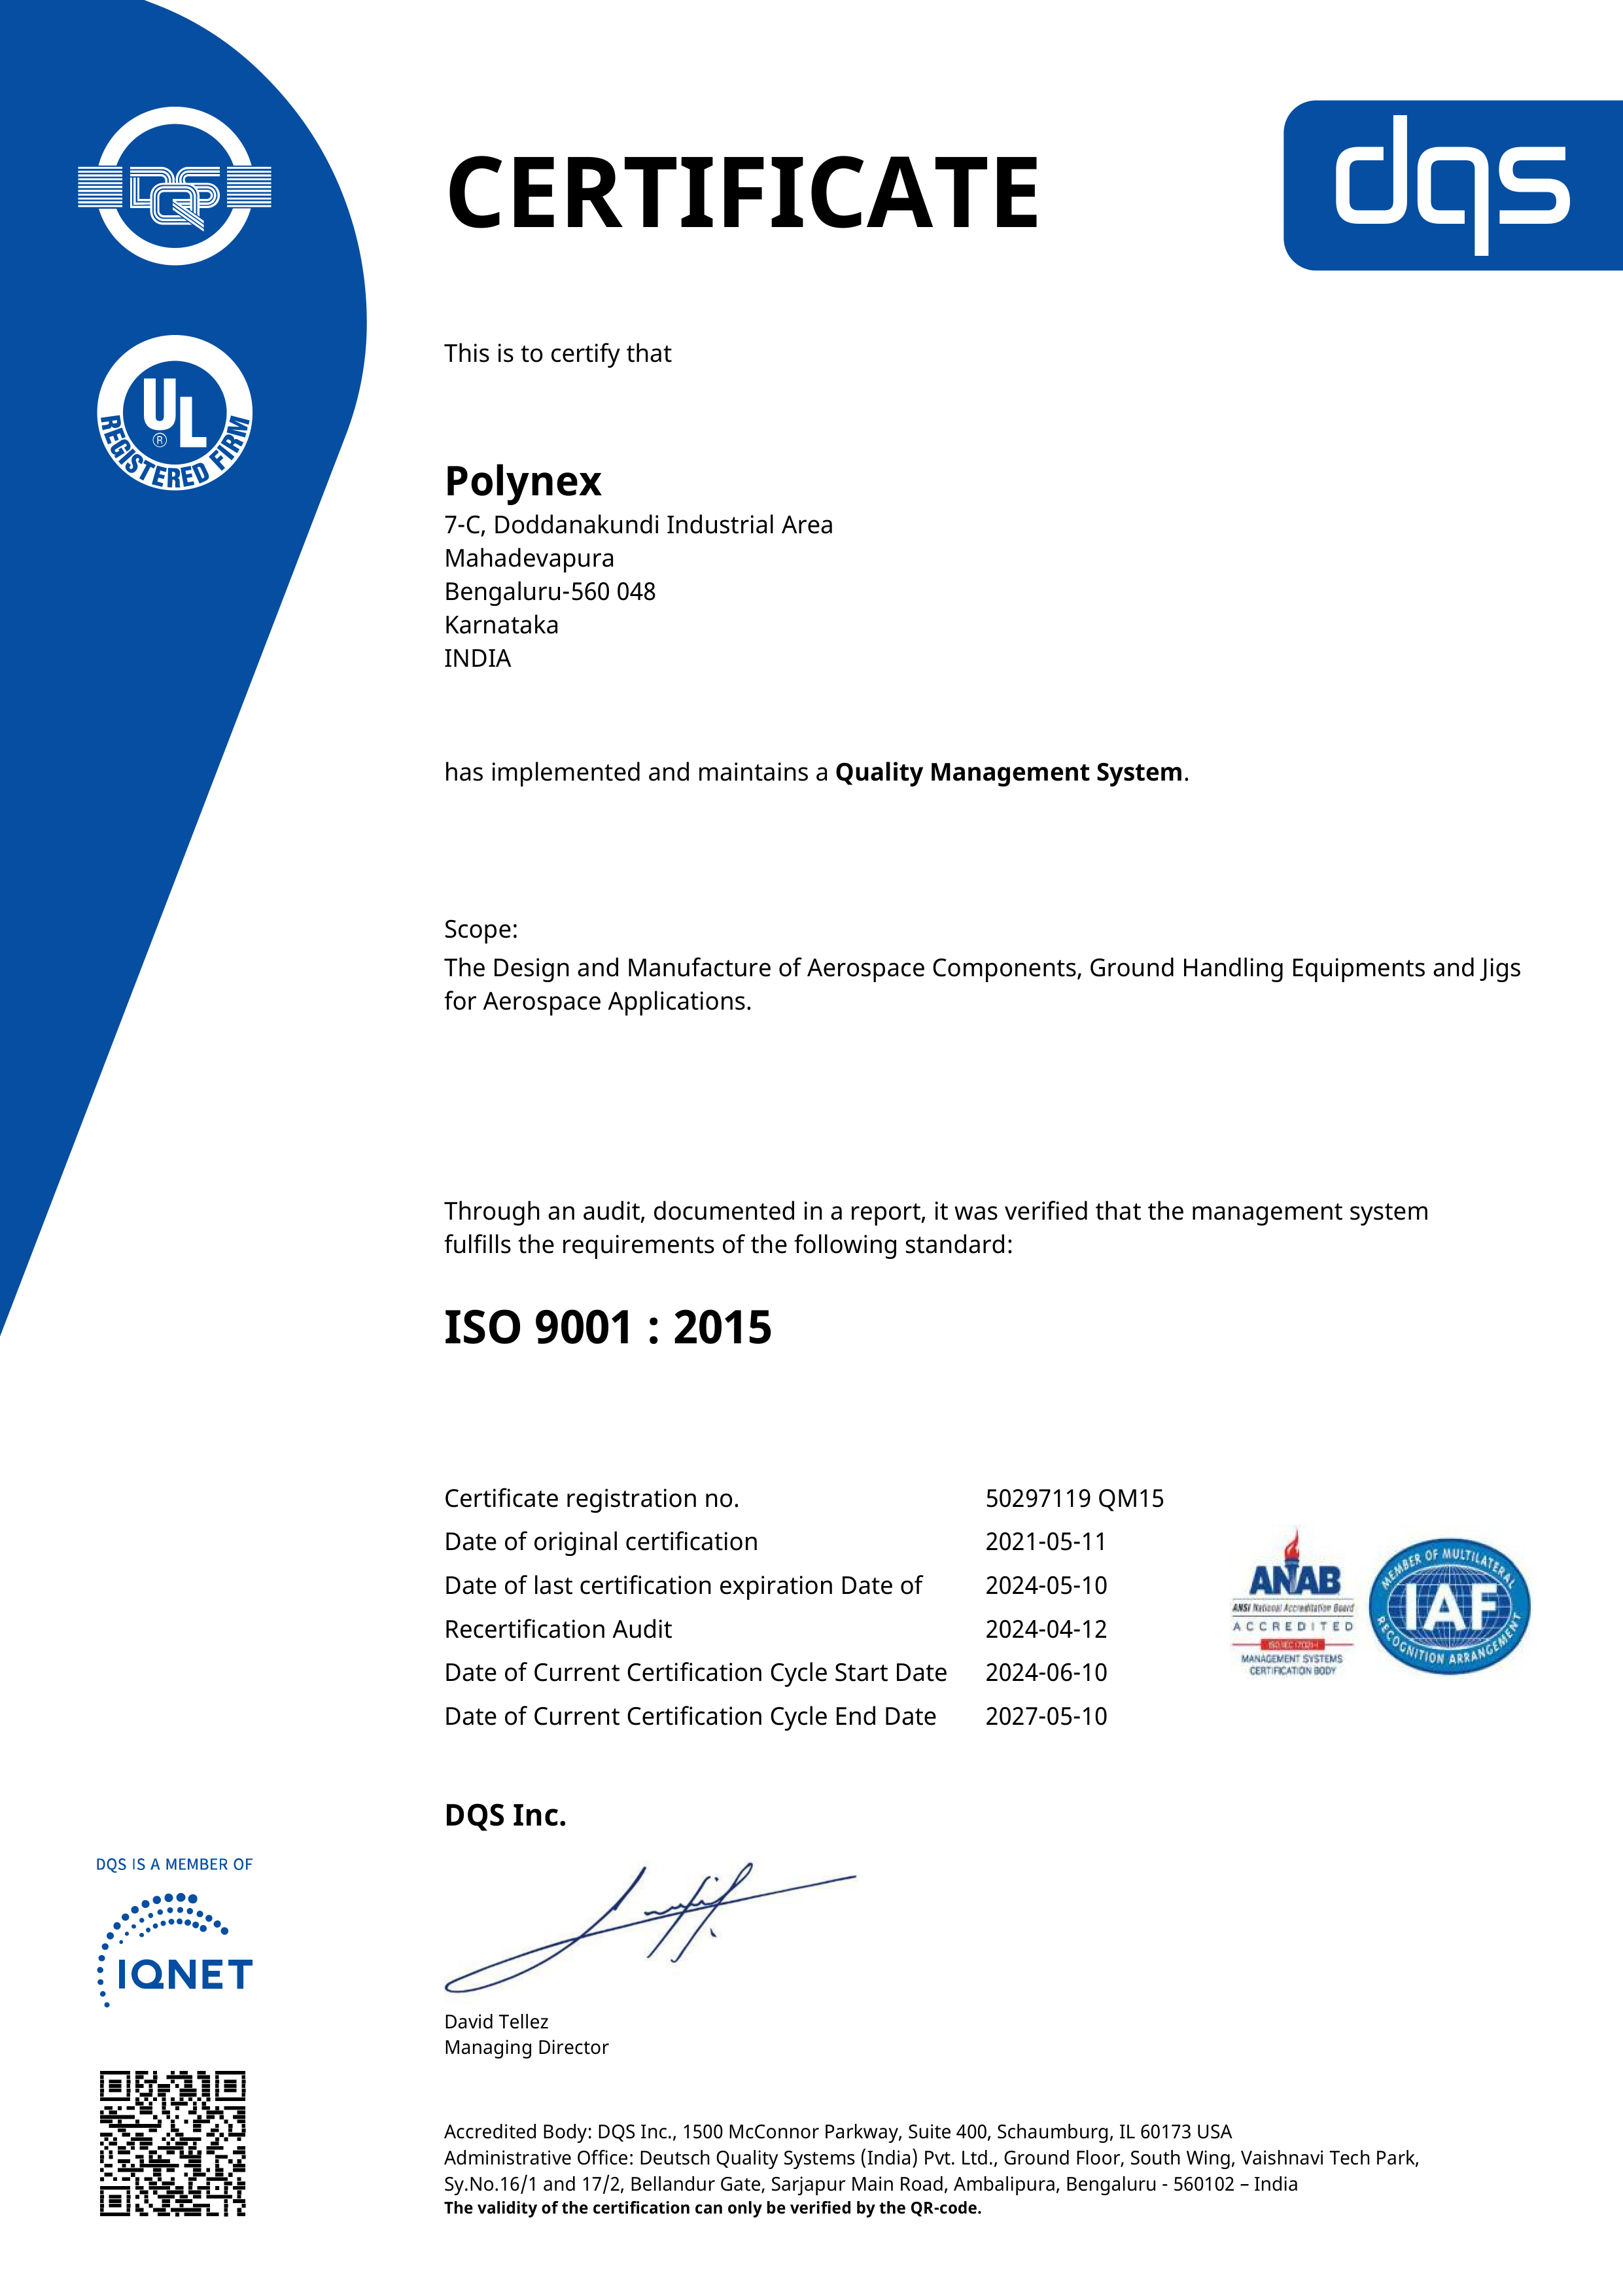 DQS
CERTIFICATE
dqs
UL
®
REGISTERED FIRM
This is to certify that
Polynex
7-C, Doddanakundi Industrial Area
Mahadevapura
Bengaluru-560 048
Karnataka
INDIA
has implemented and maintains a Quality Management System.
Scope:
The Design and Manufacture of Aerospace Components, Ground Handling Equipments and Jigs
for Aerospace Applications.
Through an audit, documented in a report, it was verified that the management system
fulfills the requirements of the following standard:
ISO 9001 : 2015
Certificate registration no. 50297119 QM15
Date of original certification 2021-05-11
Date of last certification expiration Date of 2024-05-10
Recertification Audit 2024-04-12
Date of Current Certification Cycle Start Date 2024-06-10
Date of Current Certification Cycle End Date 2027-05-10
ANAB
ANSI National Accreditation Board
ACCREDITED
ISO/IEC 17021-1
MANAGEMENT SYSTEMS
CERTIFICATION BODY
MEMBER OF MULTILATERAL
IAF
RECOGNITION ARRANGEMENT
DQS Inc.
DQS IS A MEMBER OF
IQNET
David Tellez
Managing Director
Accredited Body: DQS Inc., 1500 McConnor Parkway, Suite 400, Schaumburg, IL 60173 USA
Administrative Office: Deutsch Quality Systems (India) Pvt. Ltd., Ground Floor, South Wing, Vaishnavi Tech Park,
Sy.No.16/1 and 17/2, Bellandur Gate, Sarjapur Main Road, Ambalipura, Bengaluru - 560102 – India
The validity of the certification can only be verified by the QR-code.